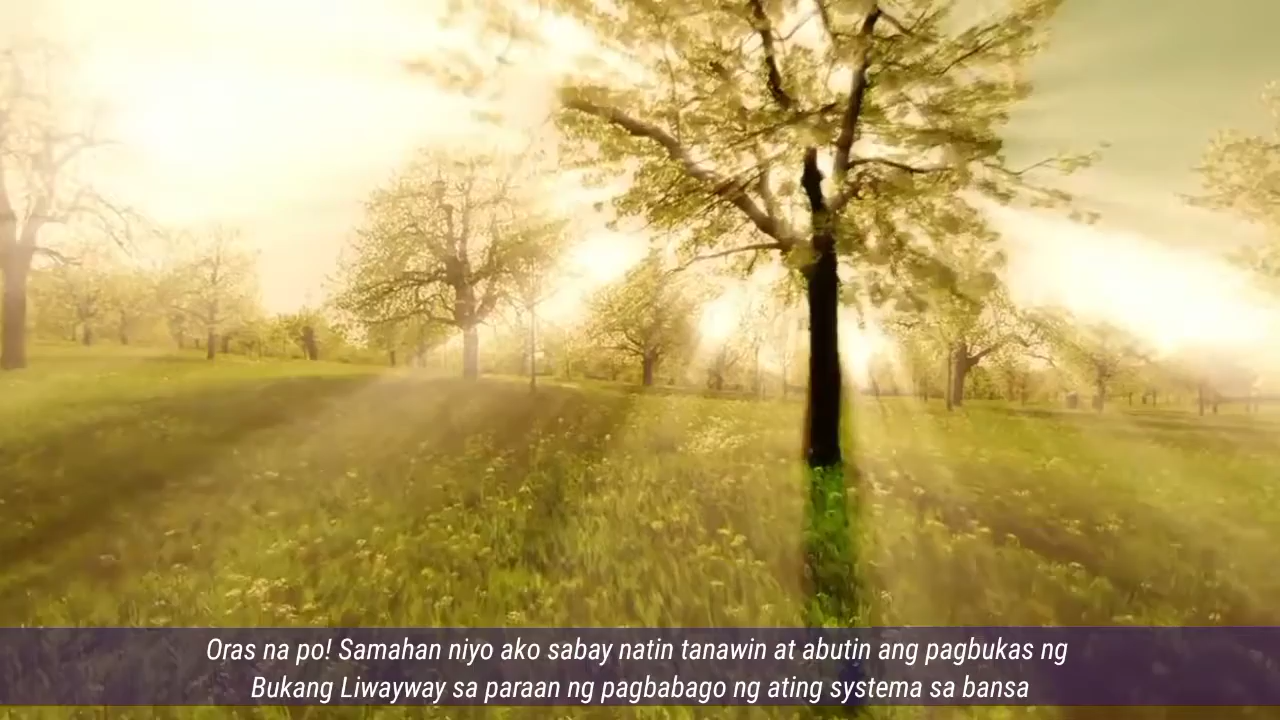 Oras na po! Samahan niyo ako sabay natin tanawin at abutin ang pagbukas ng
Bukang Liwayway sa paraan ng pagbabago ng ating systema sa bansa